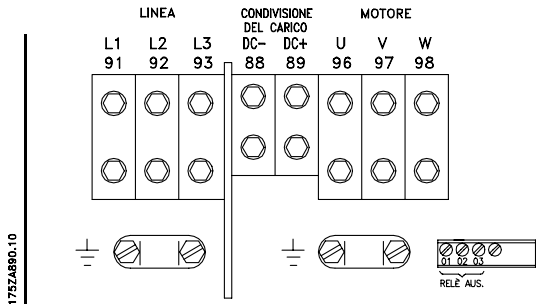 LINEA
CONDIVISIONE
DEL CARICO
MOTORE
L1 L2 L3 DC- DC+ U V W
91 92 93 88 89 96 97 98
01 02 03
RELÈ AUS.
175ZA890.10